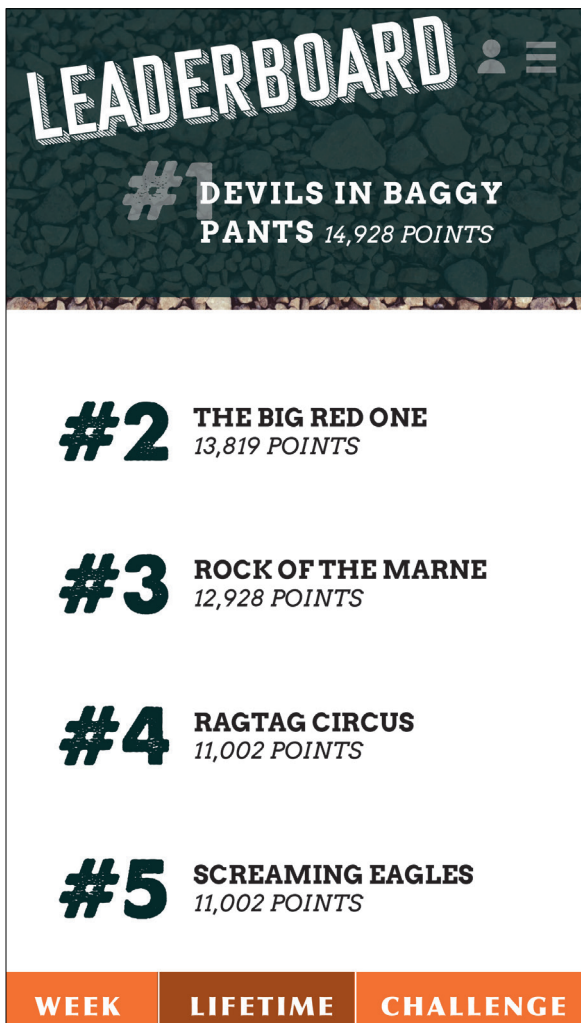 LEADERBOARD
#1 DEVILS IN BAGGY
PANTS 14,928 POINTS
#2 THE BIG RED ONE
13,819 POINTS
#3 ROCK OF THE MARNE
12,928 POINTS
#4 RAGTAG CIRCUS
11,002 POINTS
#5 SCREAMING EAGLES
11,002 POINTS
WEEK LIFETIME CHALLENGE